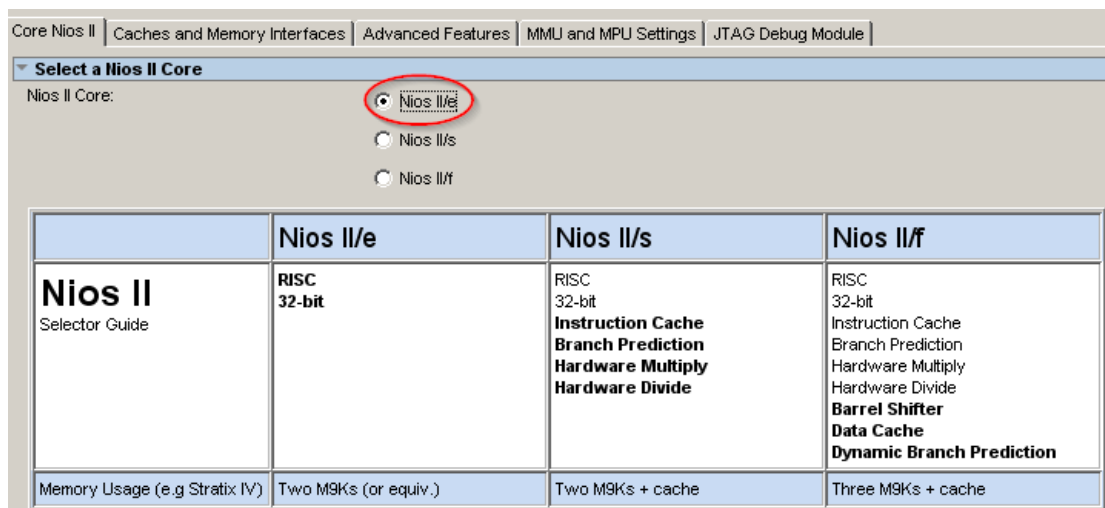 Core Nios II Caches and Memory Interfaces Advanced Features MMU and MPU Settings JTAG Debug Module
Select a Nios II Core
Nios II Core:
Nios II/e
Nios II/s
Nios II/f
Nios II/e Nios II/s Nios II/f
Nios II
Selector Guide
RISC
32-bit
RISC
32-bit
Instruction Cache
Branch Prediction
Hardware Multiply
Hardware Divide
RISC
32-bit
Instruction Cache
Branch Prediction
Hardware Multiply
Hardware Divide
Barrel Shifter
Data Cache
Dynamic Branch Prediction
Memory Usage (e.g Stratix IV) Two M9Ks (or equiv.) Two M9Ks + cache Three M9Ks + cache